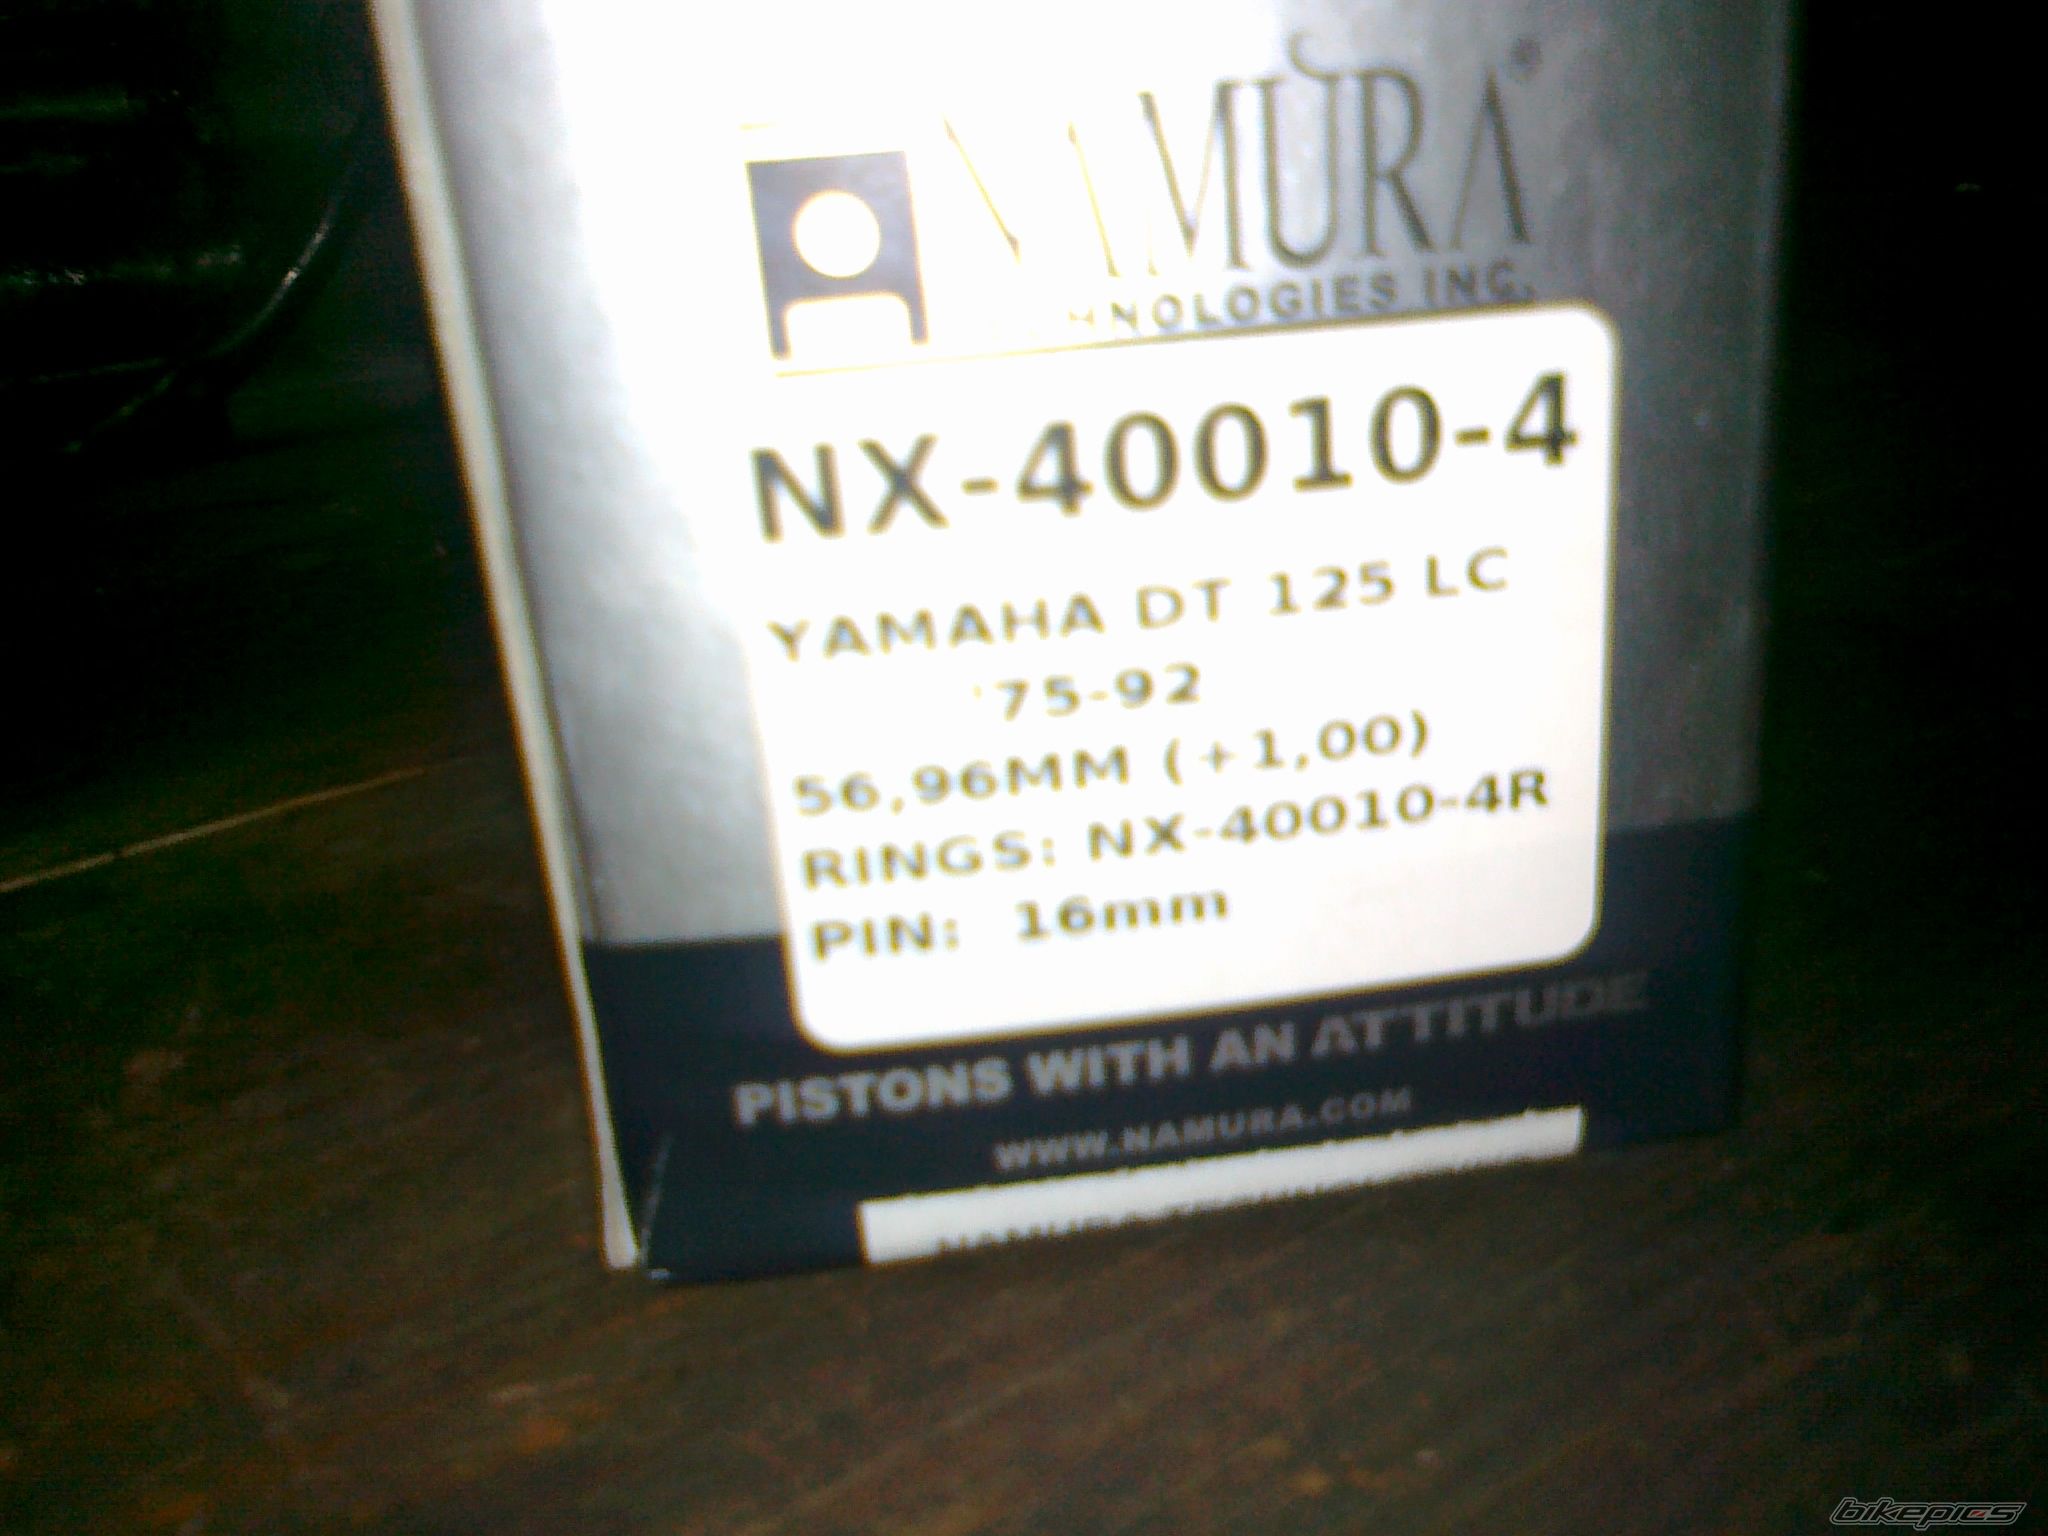 NAMURA®
TECHNOLOGIES INC.
NX-40010-4
YAMAHA DT 125 LC
'75-92
56,96MM (+1,00)
RINGS: NX-40010-4R
PIN: 16mm
PISTONS WITH AN ATTITUDE
WWW.NAMURA.COM
bikepics